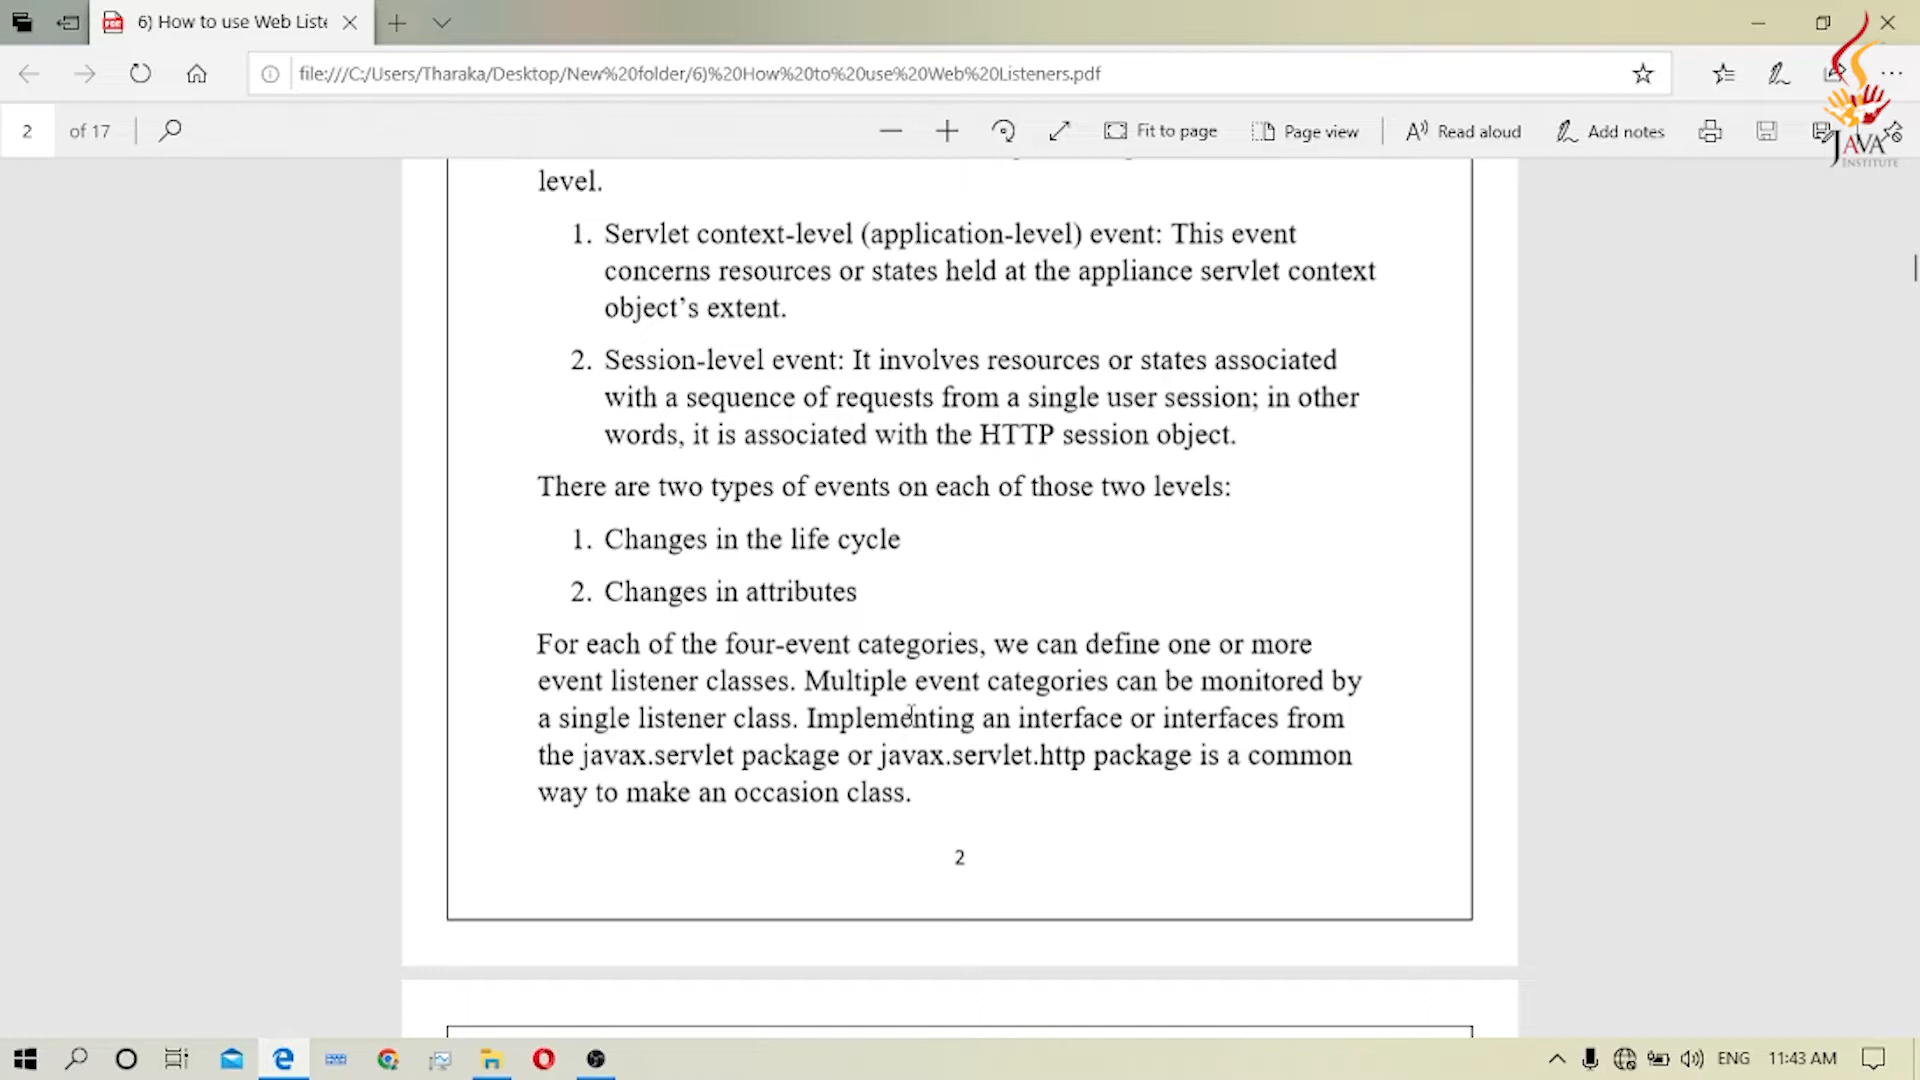 6) How to use Web Liste
file:///C:/Users/Tharaka/Desktop/New%20folder/6)%20How%20to%20use%20Web%20Listeners.pdf
2 of 17
Fit to page
Page view
Read aloud
Add notes
JAVA
INSTITUTE
level.
1. Servlet context-level (application-level) event: This event
concerns resources or states held at the appliance servlet context
object’s extent.
2. Session-level event: It involves resources or states associated
with a sequence of requests from a single user session; in other
words, it is associated with the HTTP session object.
There are two types of events on each of those two levels:
1. Changes in the life cycle
2. Changes in attributes
For each of the four-event categories, we can define one or more
event listener classes. Multiple event categories can be monitored by
a single listener class. Implementing an interface or interfaces from
the javax.servlet package or javax.servlet.http package is a common
way to make an occasion class.
2
ENG
11:43 AM